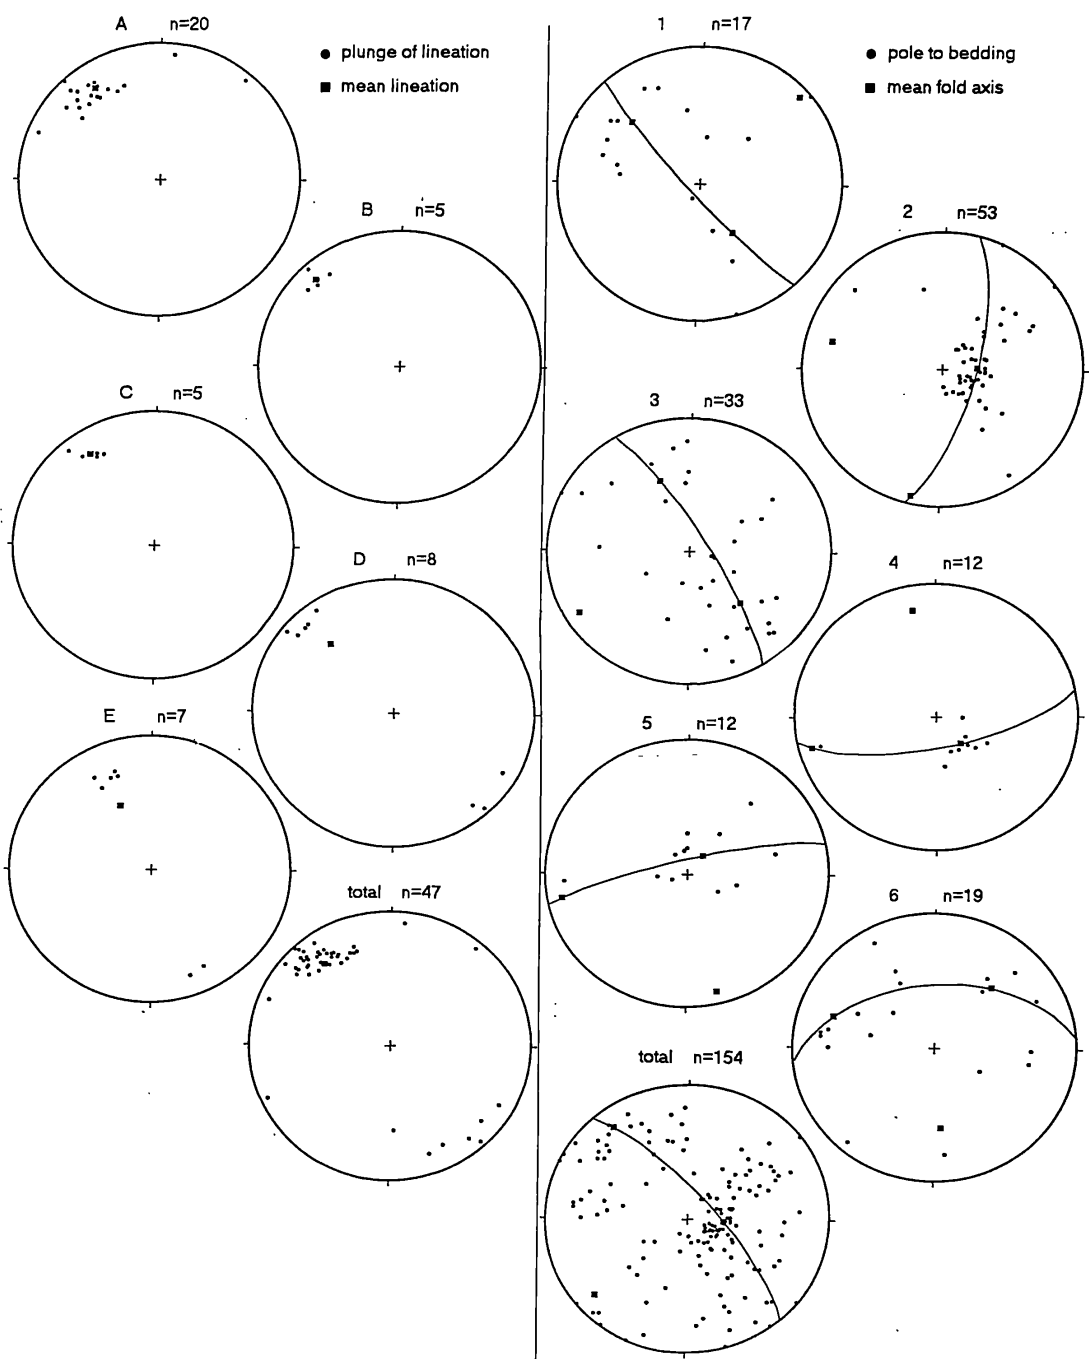 A n=20
plunge of lineation
mean lineation
B n=5
C n=5
D n=8
E n=7
total n=47
1 n=17
pole to bedding
mean fold axis
2 n=53
3 n=33
4 n=12
5 n=12
6 n=19
total n=154